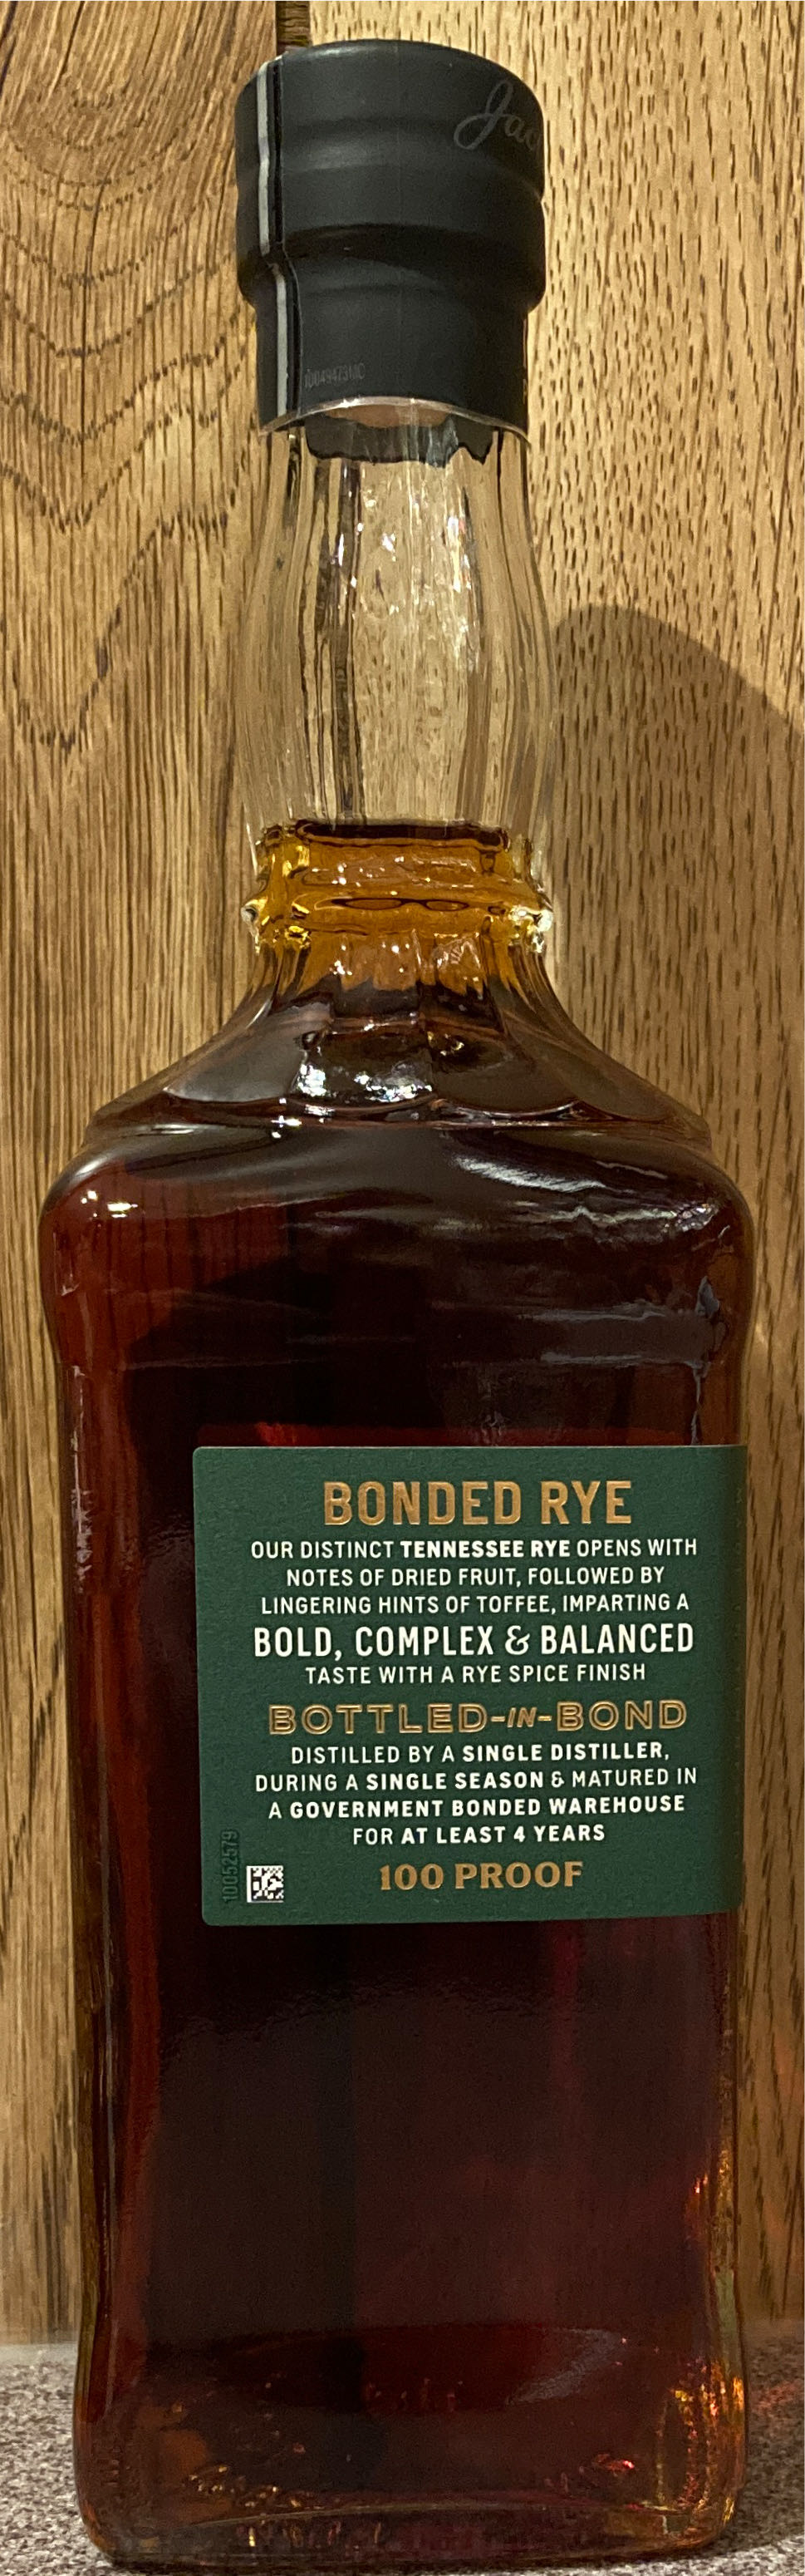 Jac
BONDED RYE
OUR DISTINCT TENNESSEE RYE OPENS WITH
NOTES OF DRIED FRUIT, FOLLOWED BY
LINGERING HINTS OF TOFFEE, IMPARTING A
BOLD, COMPLEX & BALANCED
TASTE WITH A RYE SPICE FINISH
BOTTLED-IN-BOND
DISTILLED BY A SINGLE DISTILLER,
DURING A SINGLE SEASON & MATURED IN
A GOVERNMENT BONDED WAREHOUSE
FOR AT LEAST 4 YEARS
100 PROOF
10052579